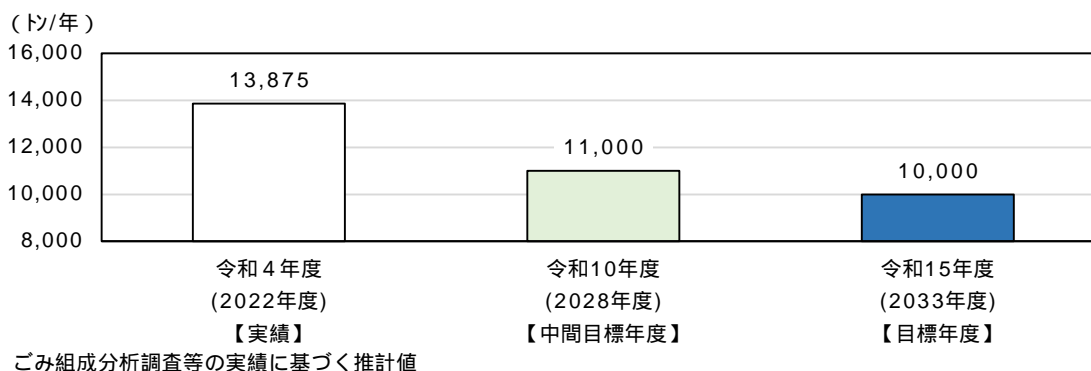 （㌧/年）
16,000
14,000
12,000
10,000
8,000
13,875
11,000
10,000
令和４年度
(2022年度)
【実績】
令和10年度
(2028年度)
【中間目標年度】
令和15年度
(2033年度)
【目標年度】
ごみ組成分析調査等の実績に基づく推計値